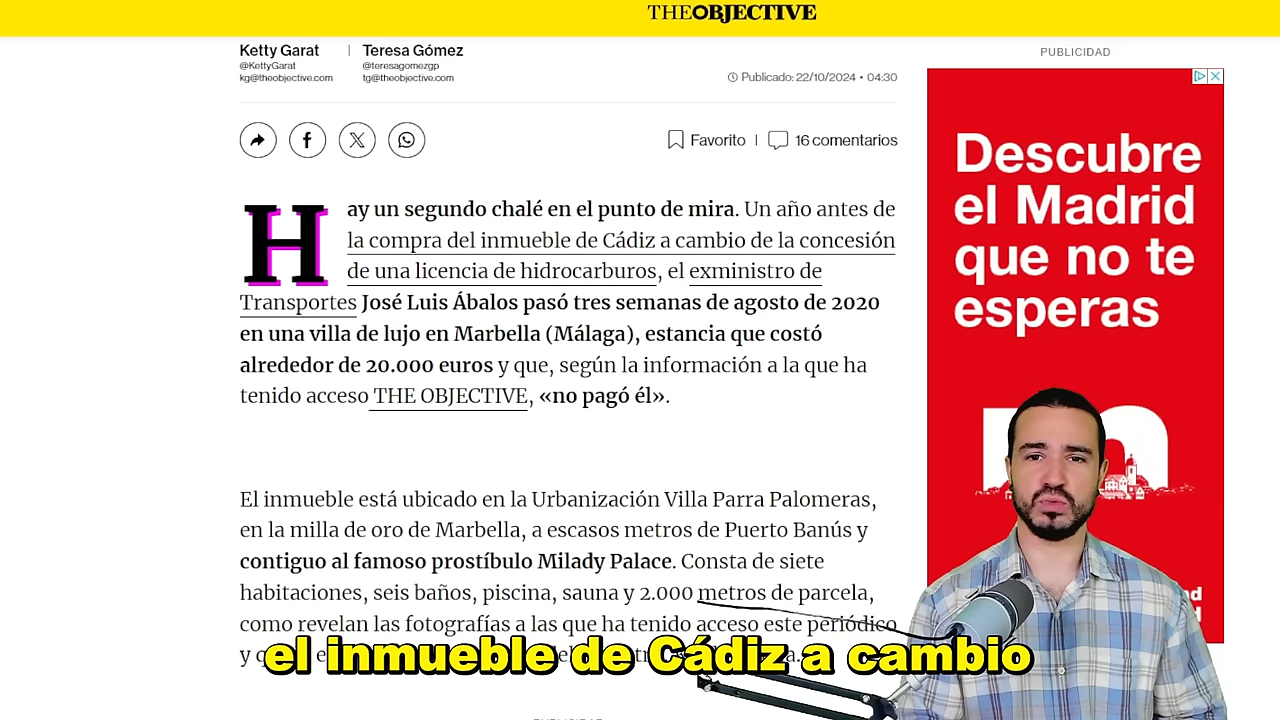 THEOBJECTIVE
Ketty Garat | Teresa Gómez
@KettyGarat @teresagomezgp
kg@theobjective.com tg@theobjective.com
Publicado: 22/10/2024 • 04:30
PUBLICIDAD
Favorito | 16 comentarios
Hay un segundo chalé en el punto de mira. Un año antes de
la compra del inmueble de Cádiz a cambio de la concesión
de una licencia de hidrocarburos, el exministro de
Transportes José Luis Ábalos pasó tres semanas de agosto de 2020
en una villa de lujo en Marbella (Málaga), estancia que costó
alrededor de 20.000 euros y que, según la información a la que ha
tenido acceso THE OBJECTIVE, «no pagó él».
El inmueble está ubicado en la Urbanización Villa Parra Palomeras,
en la milla de oro de Marbella, a escasos metros de Puerto Banús y
contiguo al famoso prostíbulo Milady Palace. Consta de siete
habitaciones, seis baños, piscina, sauna y 2.000 metros de parcela,
como revelan las fotografías a las que ha tenido acceso este periódico
y
el inmueble de Cádiz a cambio
Descubre
el Madrid
que no te
esperas